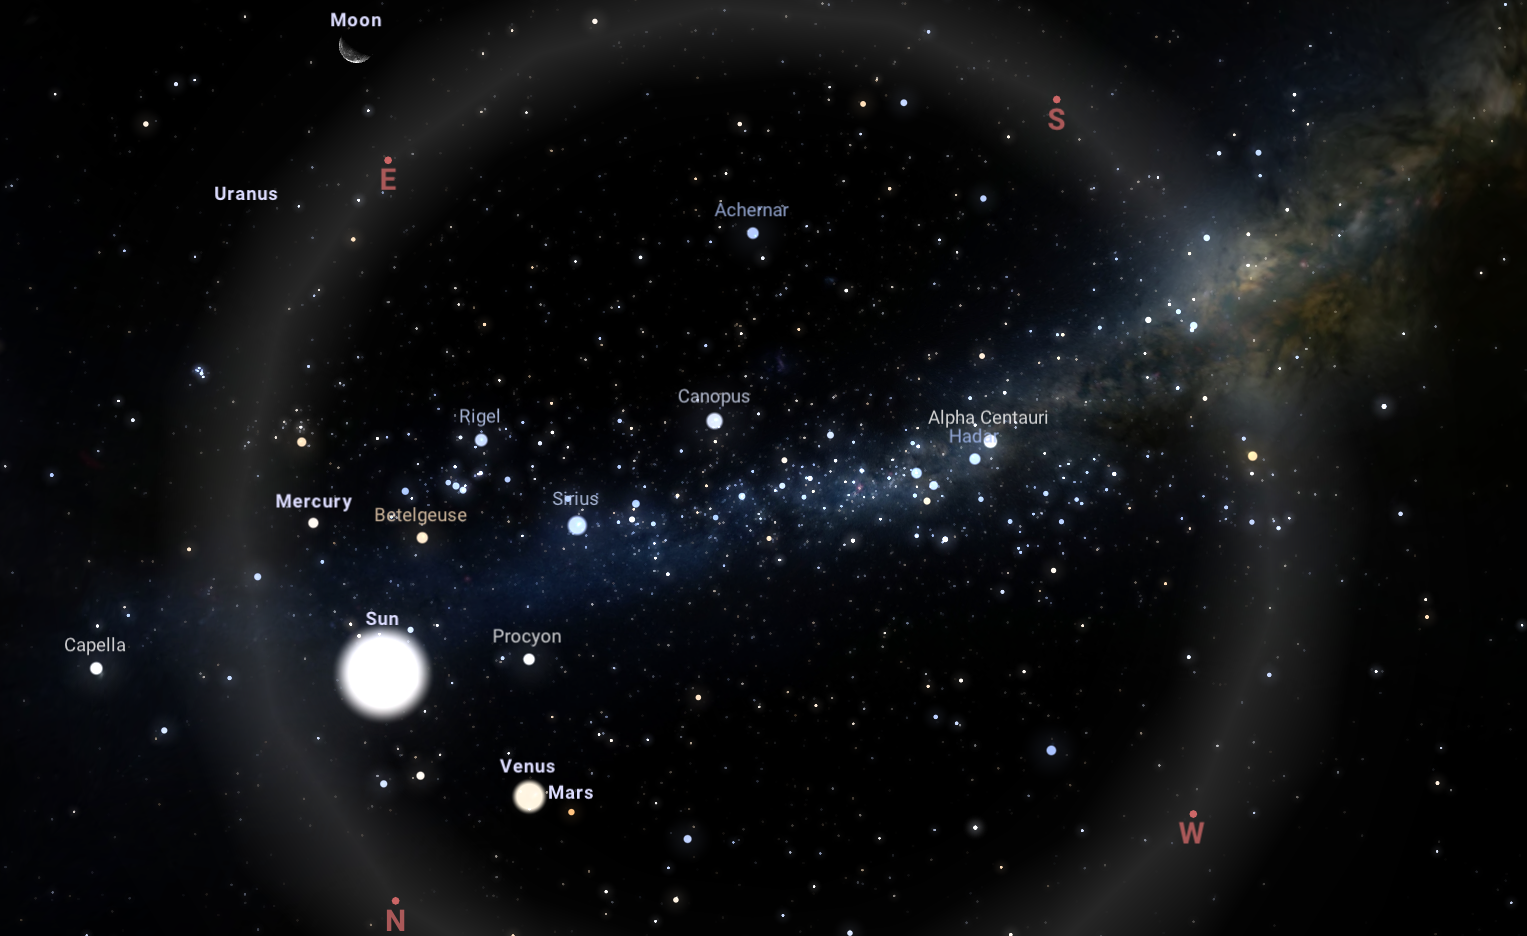 Moon
S
E
Uranus
Achernar
Canopus
Rigel
Alpha Centauri
Hadar
Sirius
Mercury
Betelgeuse
Sun
Procyon
Capella
Venus
Mars
W
N